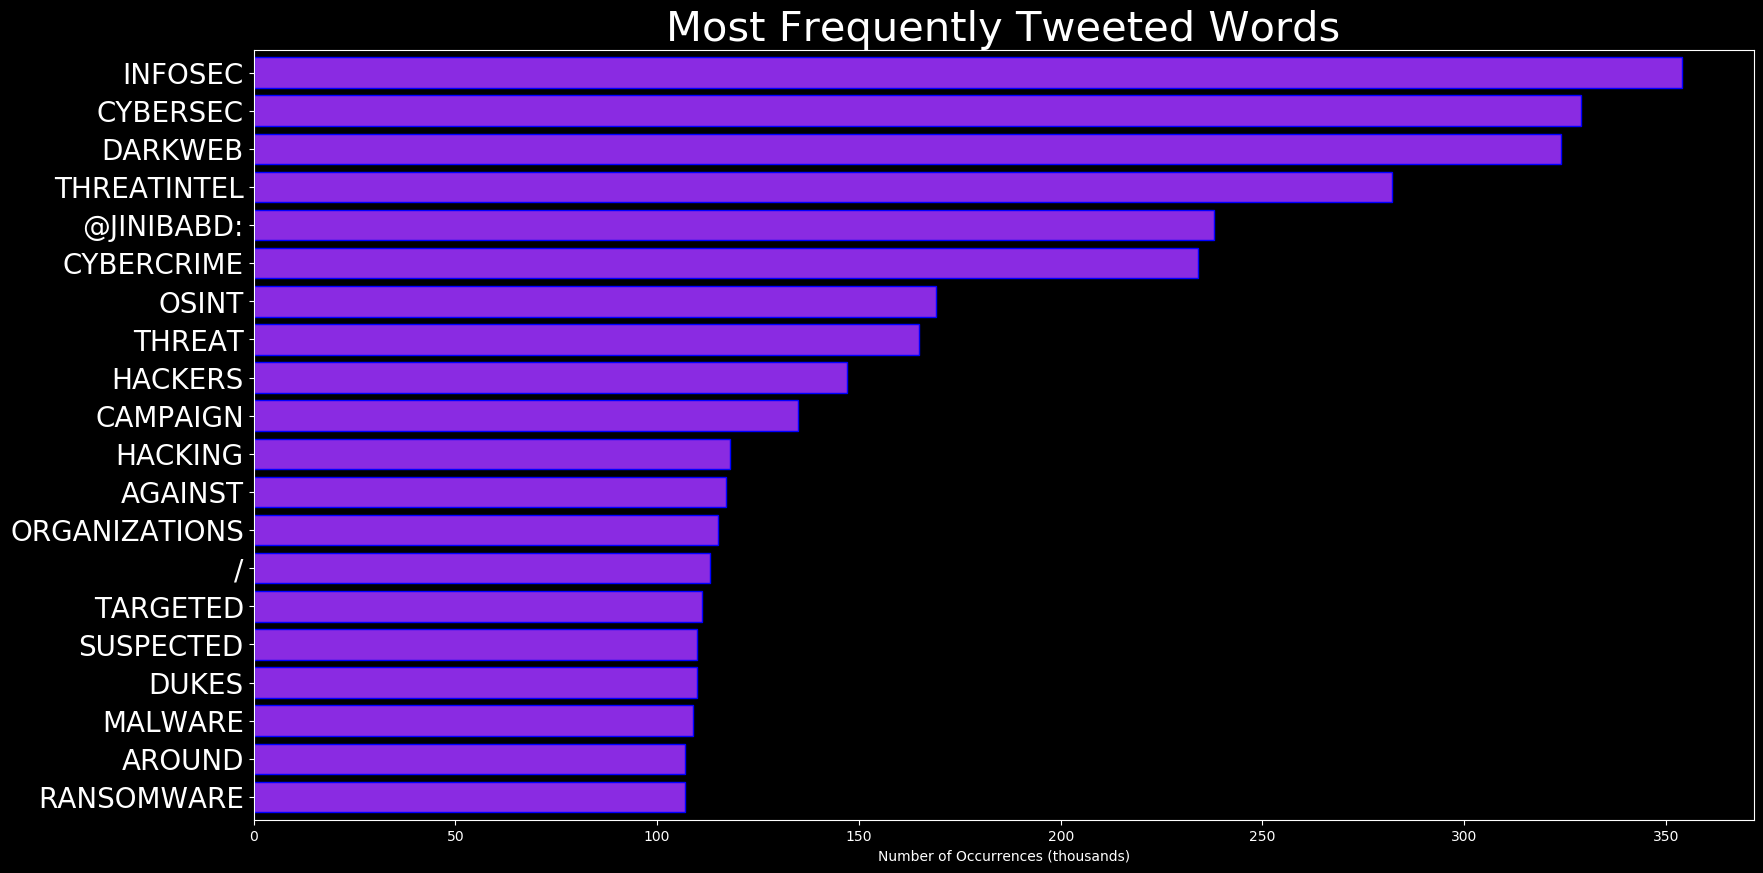 Most Frequently Tweeted Words
INFOSEC
CYBERSEC
DARKWEB
THREATINTEL
@JINIBABD:
CYBERCRIME
OSINT
THREAT
HACKERS
CAMPAIGN
HACKING
AGAINST
ORGANIZATIONS
/
TARGETED
SUSPECTED
DUKES
MALWARE
AROUND
RANSOMWARE
0 50 100 150 200 250 300 350
Number of Occurrences (thousands)